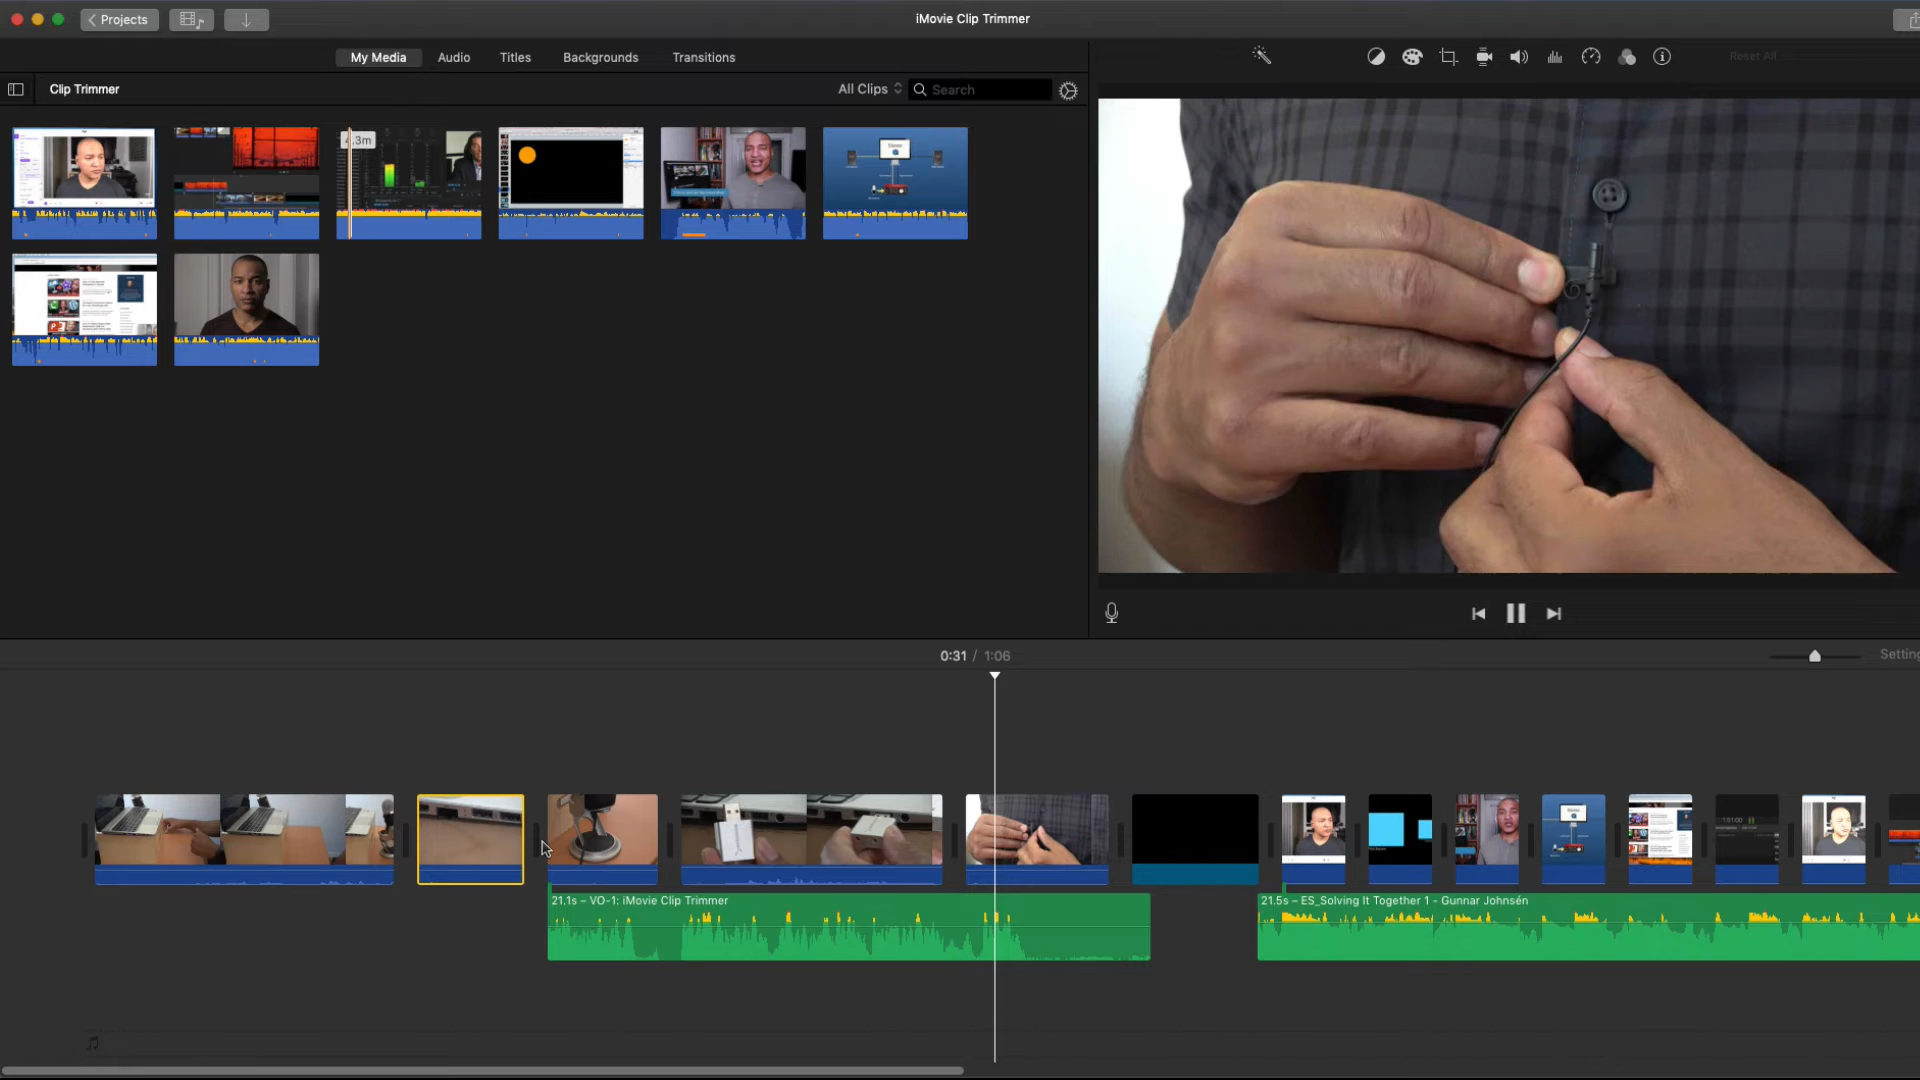 Projects
iMovie Clip Trimmer
My Media
Audio
Titles
Backgrounds
Transitions
Reset All
Clip Trimmer
All Clips
Search
.3m
0:31 / 1:06
Setting
21.1s – VO-1: iMovie Clip Trimmer
21.5s – ES_Solving It Together 1 - Gunnar Johnsén